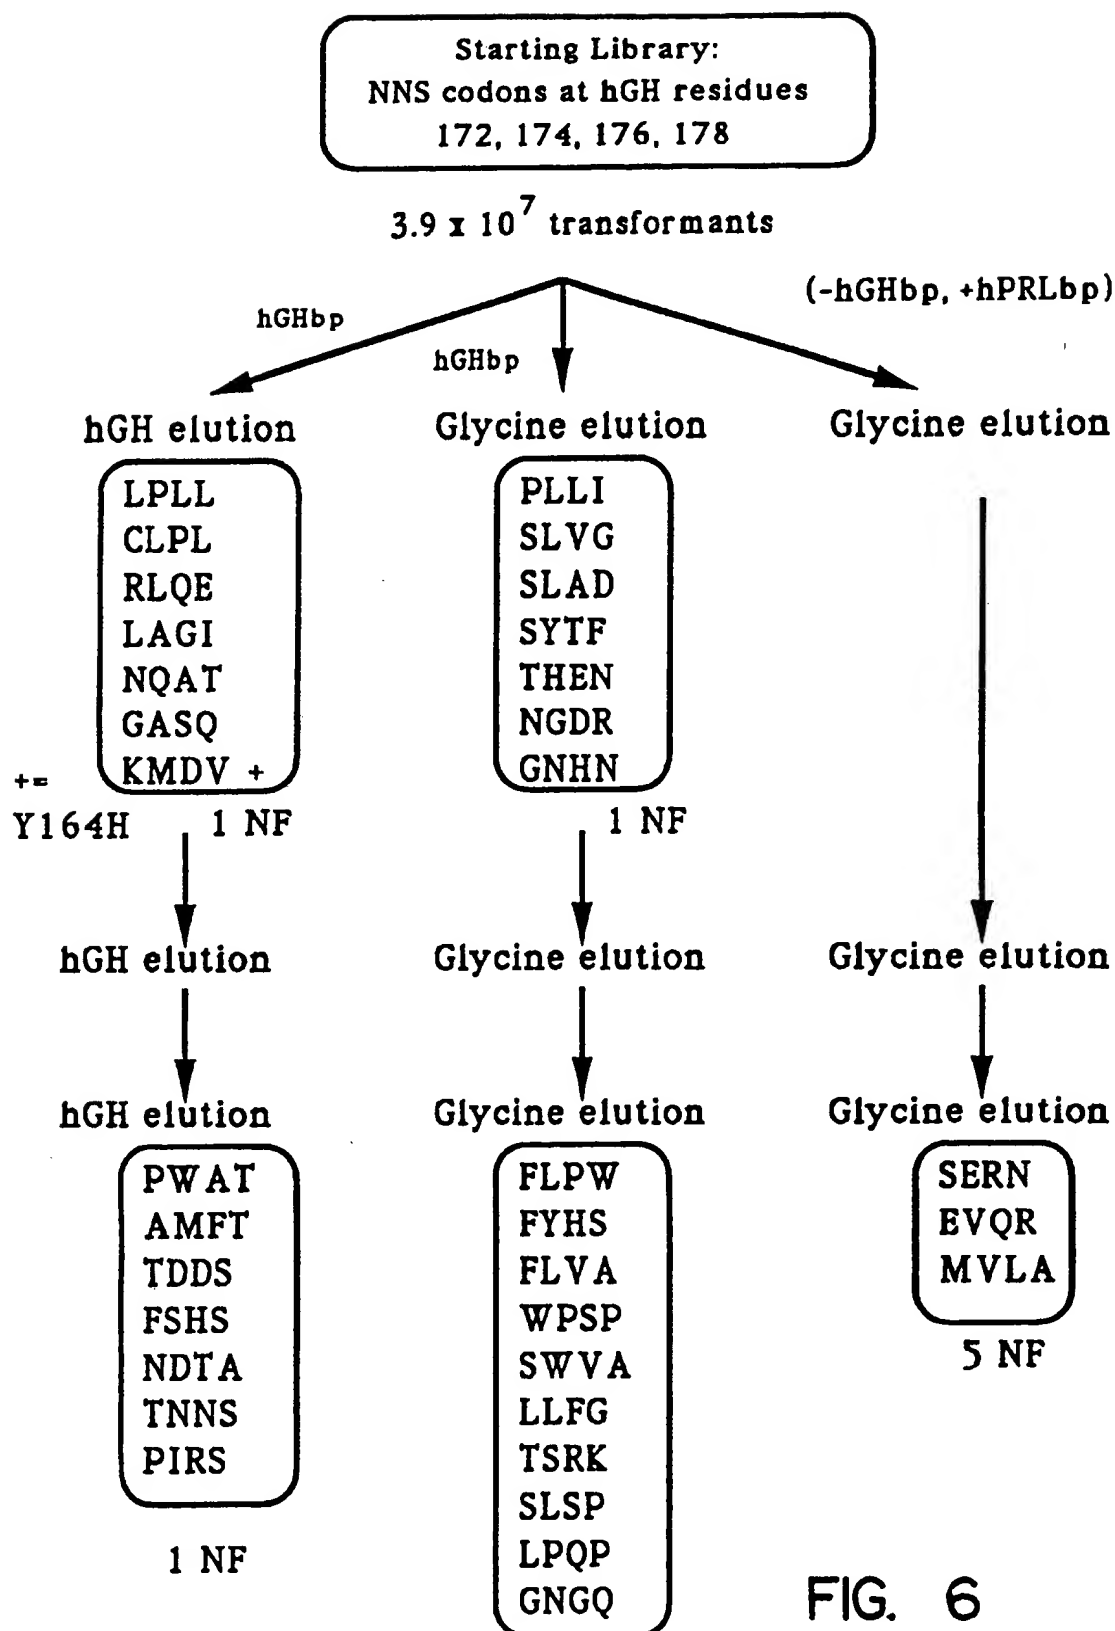 Starting Library:
NNS codons at hGH residues
172, 174, 176, 178
3.9 x 10^7 transformants
(-hGHbp, +hPRLbp)
hGHbp
hGHbp
hGH elution
Glycine elution
Glycine elution
LPLL
CLPL
RLQE
LAGI
NQAT
GASQ
KMDV +
+=
Y164H
1 NF
PLLI
SLVG
SLAD
SYTF
THEN
NGDR
GNHN
1 NF
hGH elution
Glycine elution
Glycine elution
hGH elution
Glycine elution
Glycine elution
PWAT
AMFT
TDDS
FSHS
NDTA
TNNS
PIRS
1 NF
FLPW
FYHS
FLVA
WPSP
SWVA
LLFG
TSRK
SLSP
LPQP
GNGQ
SERN
EVQR
MVLA
5 NF
FIG. 6